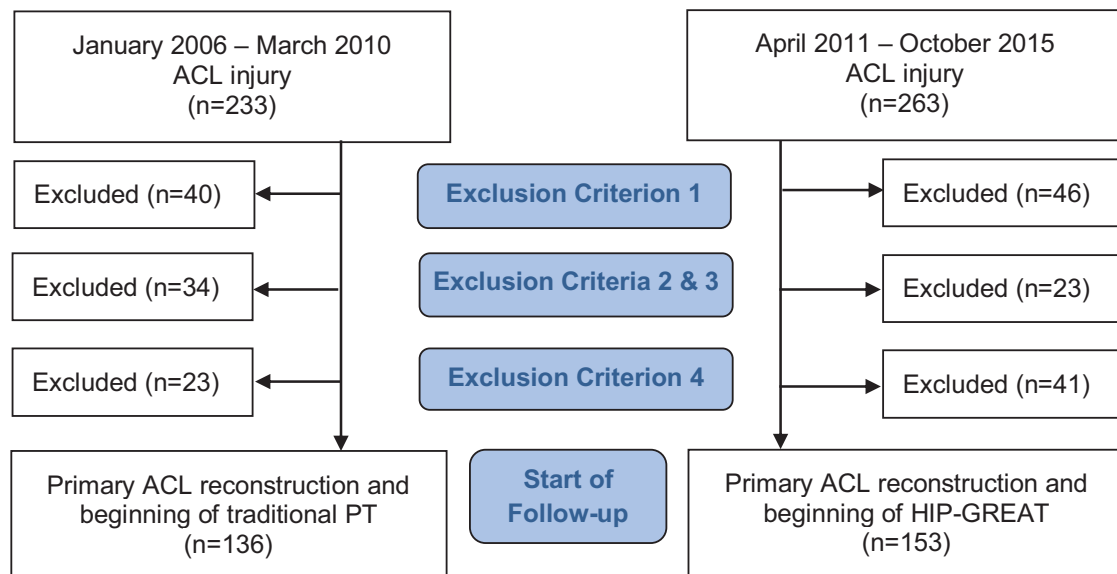 January 2006 – March 2010
ACL injury
(n=233)
April 2011 – October 2015
ACL injury
(n=263)
Excluded (n=40)
Exclusion Criterion 1
Excluded (n=46)
Excluded (n=34)
Exclusion Criteria 2 & 3
Excluded (n=23)
Excluded (n=23)
Exclusion Criterion 4
Excluded (n=41)
Primary ACL reconstruction and
beginning of traditional PT
(n=136)
Start of
Follow-up
Primary ACL reconstruction and
beginning of HIP-GREAT
(n=153)